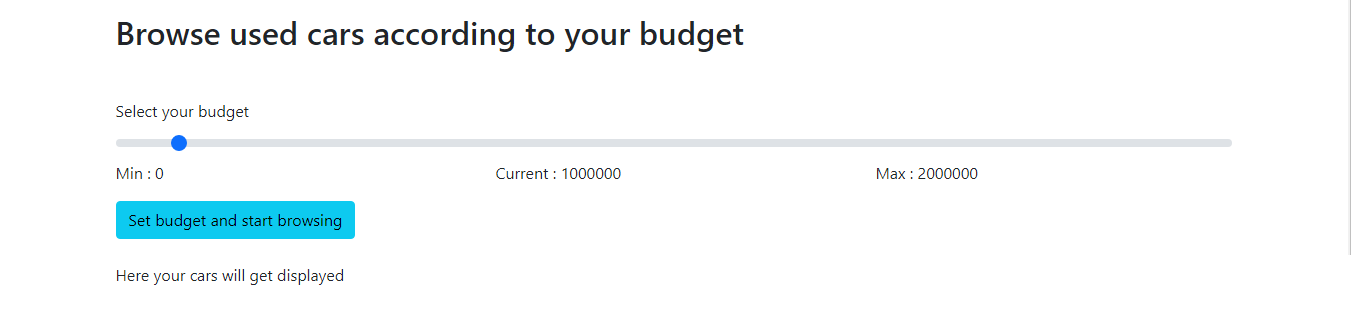 Browse used cars according to your budget
Select your budget
Min : 0 Current : 1000000 Max : 2000000
Set budget and start browsing
Here your cars will get displayed